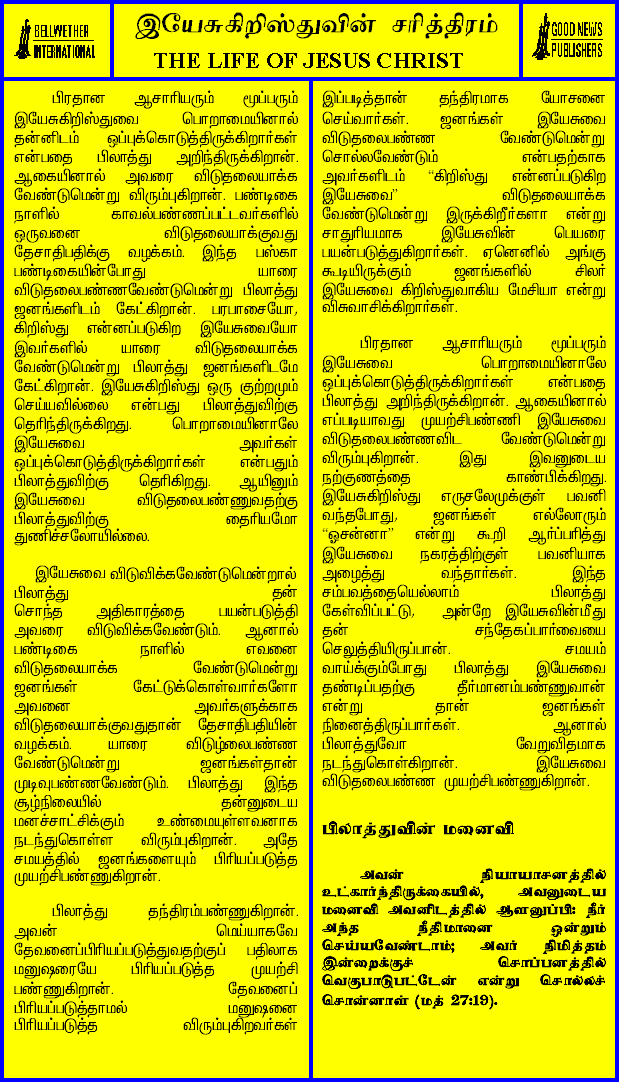 BELLWETHER
INTERNATIONAL
இயேசுகிறிஸ்துவின் சரித்திரம்
THE LIFE OF JESUS CHRIST
GOOD NEWS
PUBLISHERS
பிரதான ஆசாரியரும் மூப்பரும்
இயேசுகிறிஸ்துவை பொறாமையினால்
தன்னிடம் ஒப்புக்கொடுத்திருக்கிறார்கள்
என்பதை பிலாத்து அறிந்திருக்கிறான்.
ஆகையினால் அவரை விடுதலையாக்க
வேண்டுமென்று விரும்புகிறான். பண்டிகை
நாளில் காவல்பண்ணப்பட்டவர்களில்
ஒருவனை விடுதலையாக்குவது
தேசாதிபதிக்கு வழக்கம். இந்த பஸ்கா
பண்டிகையின்போது யாரை
விடுதலைபண்ணவேண்டுமென்று பிலாத்து
ஜனங்களிடம் கேட்கிறான். பரபாசையோ,
கிறிஸ்து என்னப்படுகிற இயேசுவையோ
இவர்களில் யாரை விடுதலையாக்க
வேண்டுமென்று பிலாத்து ஜனங்களிடமே
கேட்கிறான். இயேசுகிறிஸ்து ஒரு குற்றமும்
செய்யவில்லை என்பது பிலாத்துவிற்கு
தெரிந்திருக்கிறது. பொறாமையினாலே
இயேசுவை அவர்கள்
ஒப்புக்கொடுத்திருக்கிறார்கள் என்பதும்
பிலாத்துவிற்கு தெரிகிறது. ஆயினும்
இயேசுவை விடுதலைபண்ணுவதற்கு
பிலாத்துவிற்கு தைரியமோ
துணிச்சலோயில்லை.
இயேசுவை விடுவிக்கவேண்டுமென்றால்
பிலாத்து தன்
சொந்த அதிகாரத்தை பயன்படுத்தி
அவரை விடுவிக்கவேண்டும். ஆனால்
பண்டிகை நாளில் எவனை
விடுதலையாக்க வேண்டுமென்று
ஜனங்கள் கேட்டுக்கொள்வார்களோ
அவனை அவர்களுக்காக
விடுதலையாக்குவதுதான் தேசாதிபதியின்
வழக்கம். யாரை விடுழ்லைபண்ண
வேண்டுமென்று ஜனங்கள்தான்
முடிவுபண்ணவேண்டும். பிலாத்து இந்த
சூழ்நிலையில் தன்னுடைய
மனச்சாட்சிக்கும் உண்மையுள்ளவனாக
நடந்துகொள்ள விரும்புகிறான். அதே
சமயத்தில் ஜனங்களையும் பிரியப்படுத்த
முயற்சிபண்ணுகிறான்.
பிலாத்து தந்திரம்பண்ணுகிறான்.
அவன் மெய்யாகவே
தேவனைப்பிரியப்படுத்துவதற்குப் பதிலாக
மனுஷரையே பிரியப்படுத்த முயற்சி
பண்ணுகிறான். தேவனைப்
பிரியப்படுத்தாமல் மனுஷனை
பிரியப்படுத்த விரும்புகிறவர்கள்
இப்படித்தான் தந்திரமாக யோசனை
செய்வார்கள். ஜனங்கள் இயேசுவை
விடுதலைபண்ண வேண்டுமென்று
சொல்லவேண்டும் என்பதற்காக
அவர்களிடம் “கிறிஸ்து என்னப்படுகிற
இயேசுவை” விடுதலையாக்க
வேண்டுமென்று இருக்கிறீர்களா என்று
சாதுரியமாக இயேசுவின் பெயரை
பயன்படுத்துகிறார்கள். ஏனெனில் அங்கு
கூடியிருக்கும் ஜனங்களில் சிலர்
இயேசுவை கிறிஸ்துவாகிய மேசியா என்று
விசுவாசிக்கிறார்கள்.
பிரதான ஆசாரியரும் மூப்பரும்
இயேசுவை பொறாமையினாலே
ஒப்புக்கொடுத்திருக்கிறார்கள் என்பதை
பிலாத்து அறிந்திருக்கிறான். ஆகையினால்
எப்படியாவது முயற்சிபண்ணி இயேசுவை
விடுதலைபண்ணவிட வேண்டுமென்று
விரும்புகிறான். இது இவனுடைய
நற்குணத்தை காண்பிக்கிறது.
இயேசுகிறிஸ்து எருசலேமுக்குள் பவனி
வந்தபோது, ஜனங்கள் எல்லோரும்
“ஓசன்னா” என்று கூறி ஆர்ப்பரித்து
இயேசுவை நகரத்திற்குள் பவனியாக
அழைத்து வந்தார்கள். இந்த
சம்பவத்தையெல்லாம் பிலாத்து
கேள்விப்பட்டு, அன்றே இயேசுவின்மீது
தன் சந்தேகப்பார்வையை
செலுத்தியிருப்பான். சமயம்
வாய்க்கும்போது பிலாத்து இயேசுவை
தண்டிப்பதற்கு தீர்மானம்பண்ணுவான்
என்று தான் ஜனங்கள்
நினைத்திருப்பார்கள். ஆனால்
பிலாத்துவோ வேறுவிதமாக
நடந்துகொள்கிறான். இயேசுவை
விடுதலைபண்ண முயற்சிபண்ணுகிறான்.
பிலாத்துவின் மனைவி
அவன் நியாயாசனத்தில்
உட்கார்ந்திருக்கையில், அவனுடைய
மனைவி அவனிடத்தில் ஆளனுப்பி: நீர்
அந்த நீதிமானை ஒன்றும்
செய்யவேண்டாம்; அவர் நிமித்தம்
இன்றைக்குச் சொப்பனத்தில்
வெகுபாடுபட்டேன் என்று சொல்லச்
சொன்னாள் (மத் 27:19).